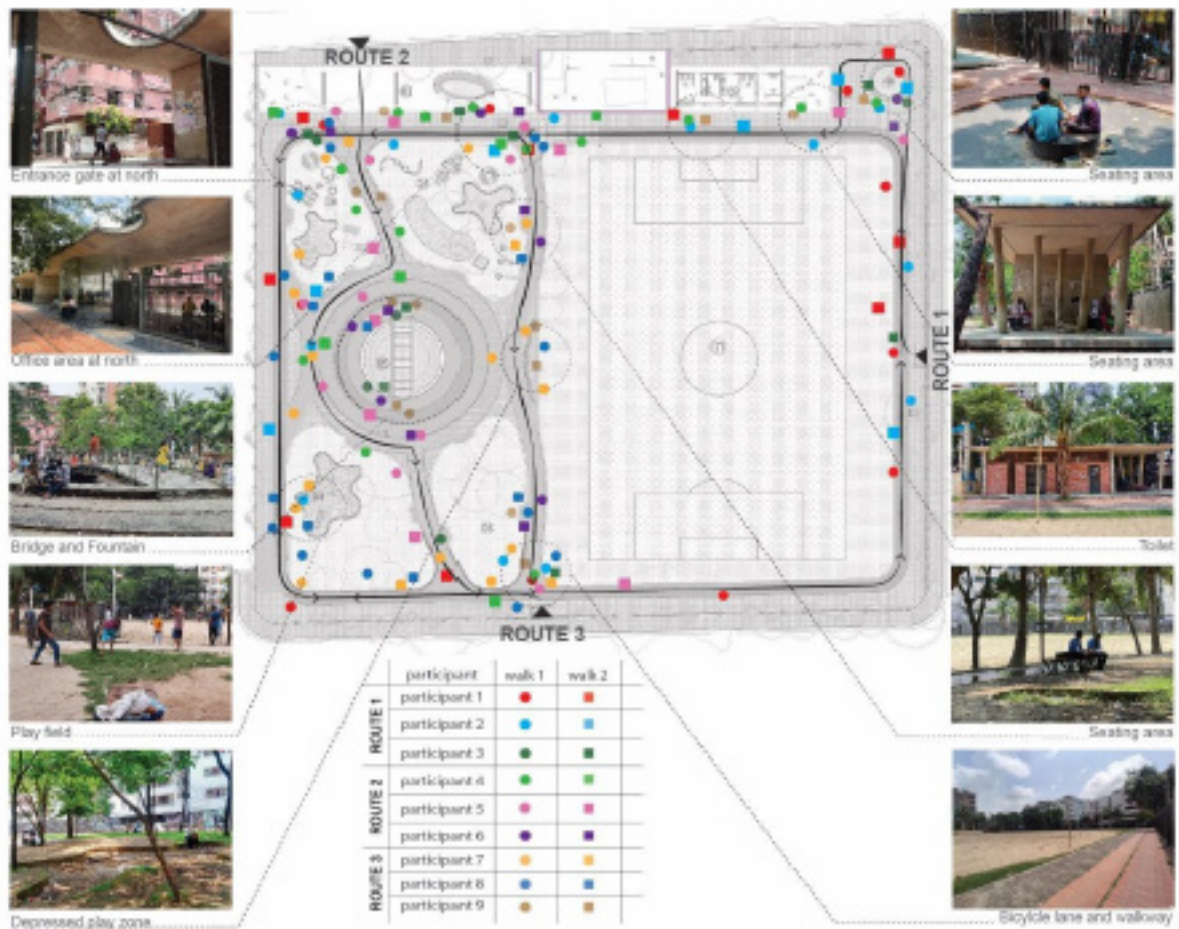 ROUTE 2
Entrance gate at north
Seating area
Office area at north
ROUTE 1
Seating area
Bridge and Fountain
Toilet
ROUTE 3
participant walk 1 walk 2
ROUTE 1
participant 1
participant 2
participant 3
ROUTE 2
participant 4
participant 5
participant 6
ROUTE 3
participant 7
participant 8
participant 9
Play field
Seating area
Depressed play zone
Bicylcle lane and walkway